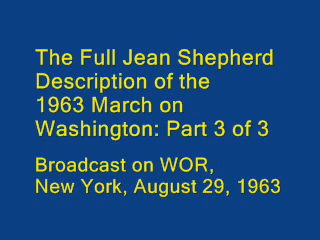 The Full Jean Shepherd
Description of the
1963 March on
Washington: Part 3 of 3
Broadcast on WOR,
New York, August 29, 1963